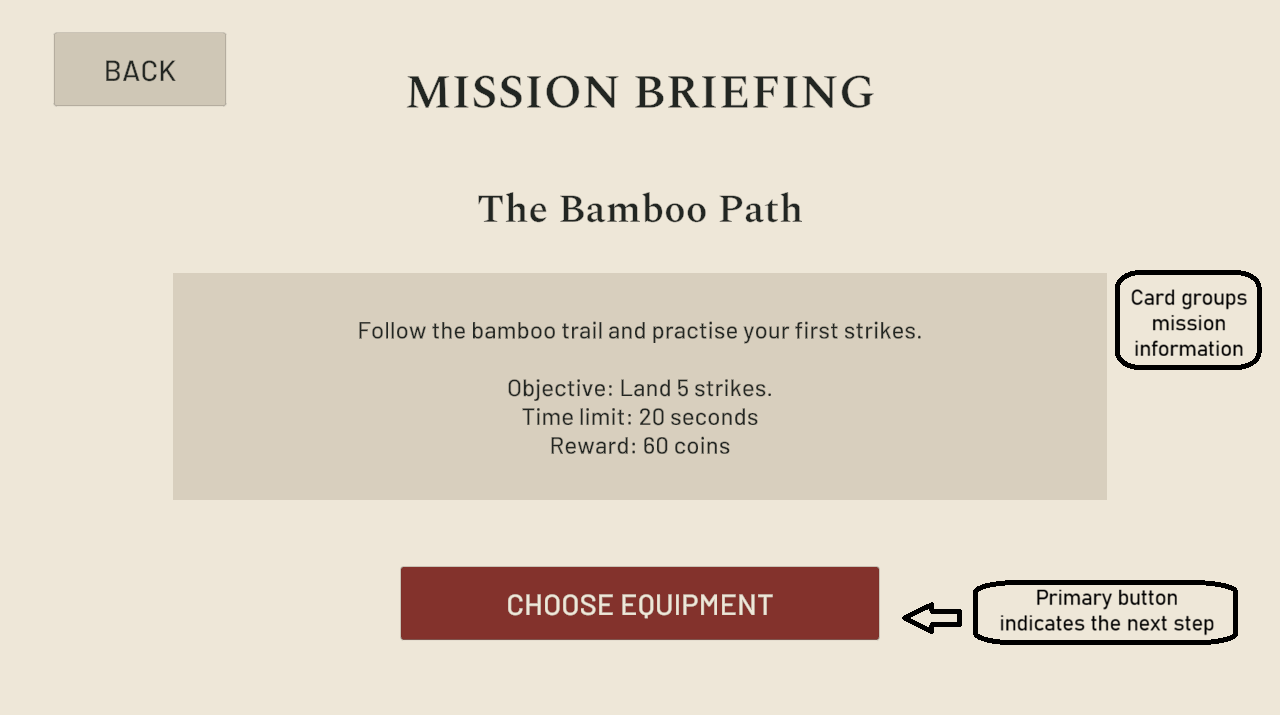 BACK
MISSION BRIEFING
The Bamboo Path
Follow the bamboo trail and practise your first strikes.
Objective: Land 5 strikes.
Time limit: 20 seconds
Reward: 60 coins
Card groups
mission
information
CHOOSE EQUIPMENT
Primary button
indicates the next step